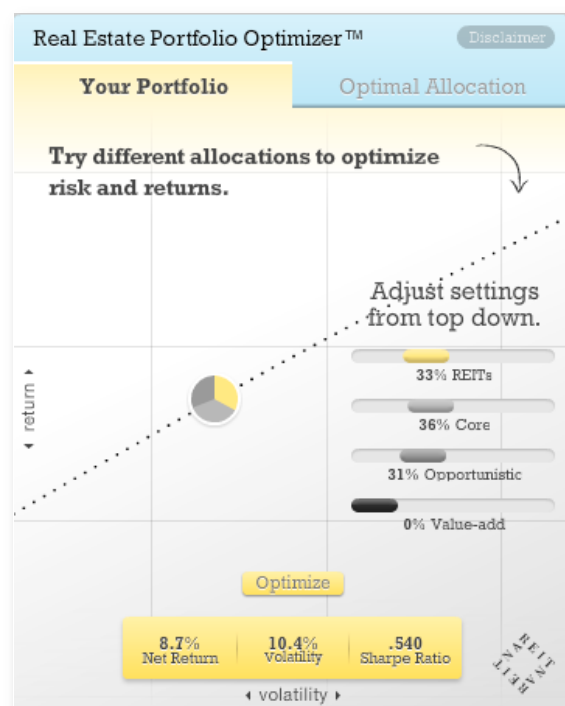 Real Estate Portfolio Optimizer™
Disclaimer
Your Portfolio
Optimal Allocation
Try different allocations to optimize
risk and returns.
Adjust settings
from top down.
33% REITs
36% Core
31% Opportunistic
0% Value-add
◂ return ▸
Optimize
8.7%
Net Return
10.4%
Volatility
.540
Sharpe Ratio
◂ volatility ▸
NAREIT
NAREIT